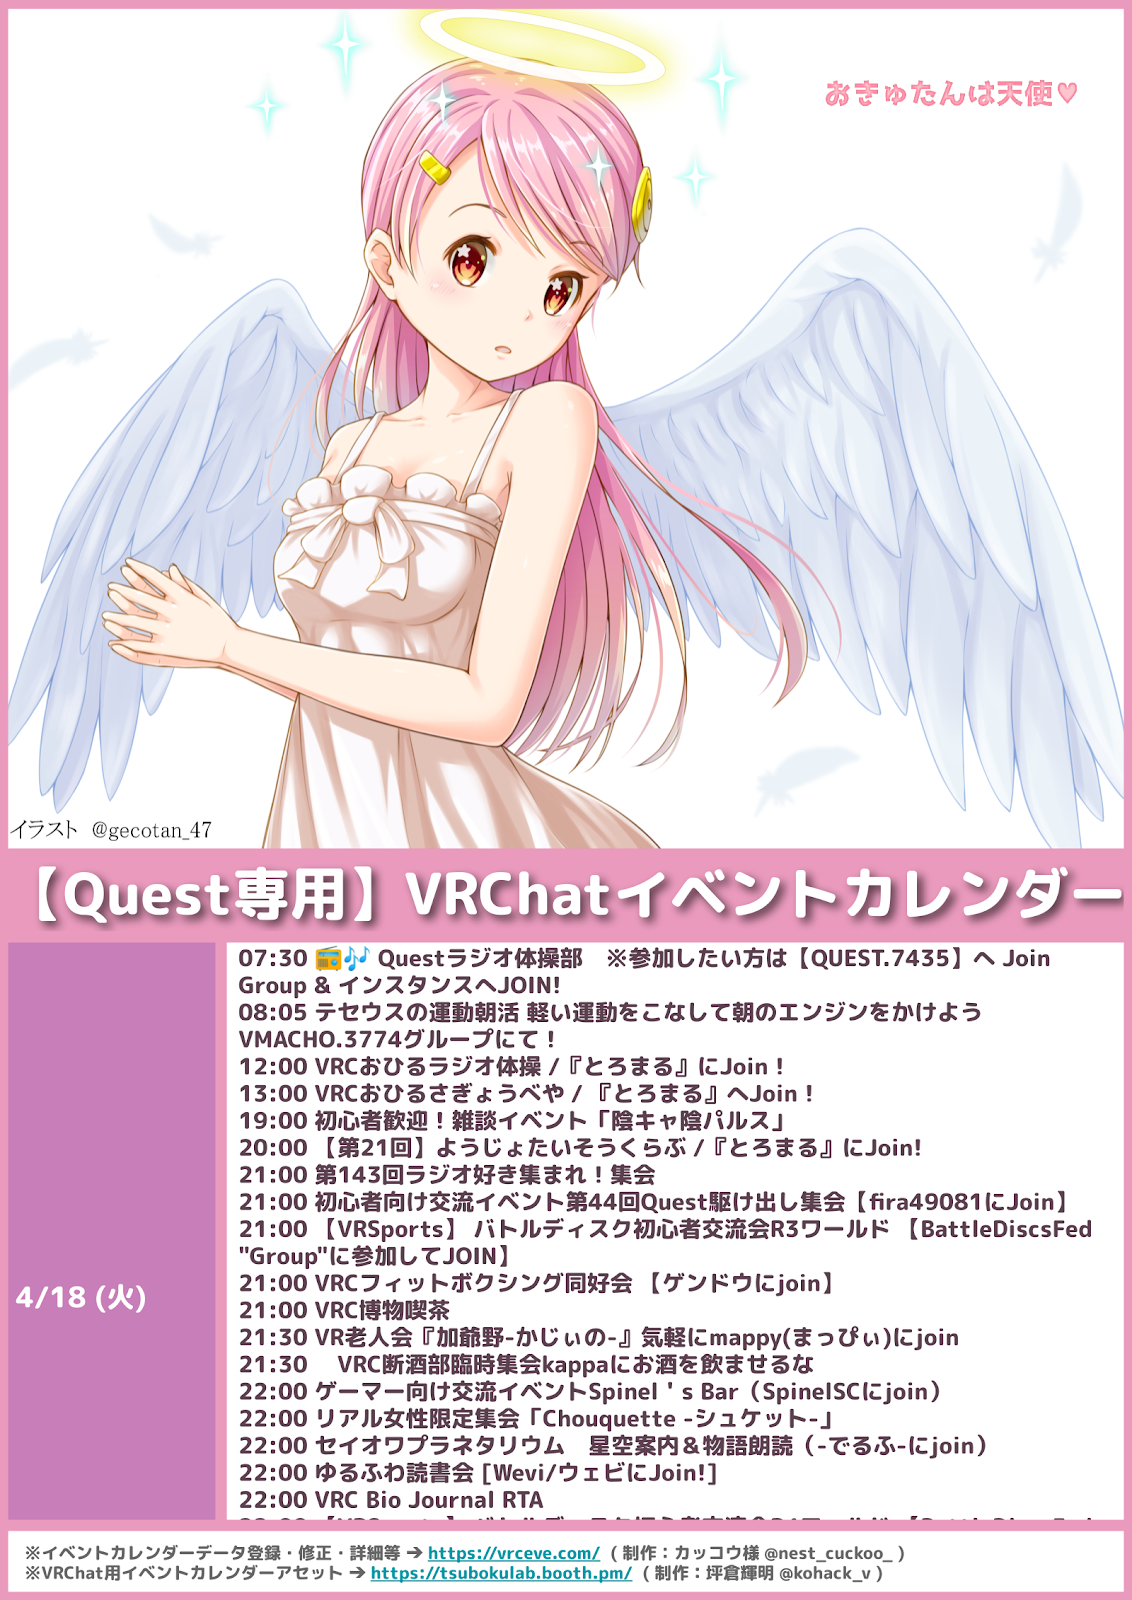 おきゅたんは天使♥
イラスト @gecotan_47
【Quest専用】VRChatイベントカレンダー
4/18 (火)
07:30 📻🎶 Questラジオ体操部　※参加したい方は【QUEST.7435】へ Join
Group & インスタンスへJOIN!
08:05 テセウスの運動朝活 軽い運動をこなして朝のエンジンをかけよう
VMACHO.3774グループにて！
12:00 VRCおひるラジオ体操 /『とろまる』にJoin！
13:00 VRCおひるさぎょうべや / 『とろまる』へJoin！
19:00 初心者歓迎！雑談イベント「陰キャ陰パルス」
20:00 【第21回】ようじょたいそうくらぶ /『とろまる』にJoin!
21:00 第143回ラジオ好き集まれ！集会
21:00 初心者向け交流イベント第44回Quest駆け出し集会【fira49081にJoin】
21:00 【VRSports】 バトルディスク初心者交流会R3ワールド 【BattleDiscsFed
"Group"に参加してJOIN】
21:00 VRCフィットボクシング同好会 【ゲンドウにjoin】
21:00 VRC博物喫茶
21:30 VR老人会『加爺野-かじぃの-』気軽にmappy(まっぴぃ)にjoin
21:30　VRC断酒部臨時集会kappaにお酒を飲ませるな
22:00 ゲーマー向け交流イベントSpinel ' s Bar（SpinelSCにjoin）
22:00 リアル女性限定集会「Chouquette -シュケット-」
22:00 セイオワプラネタリウム　星空案内＆物語朗読（-でるふ-にjoin）
22:00 ゆるふわ読書会 [Wevi/ウェビにJoin!]
22:00 VRC Bio Journal RTA
※イベントカレンダーデータ登録・修正・詳細等 ➔ https://vrceve.com/ （ 制作：カッコウ様 @nest_cuckoo_ ）
※VRChat用イベントカレンダーアセット ➔ https://tsubokulab.booth.pm/ （ 制作：坪倉輝明 @kohack_v ）